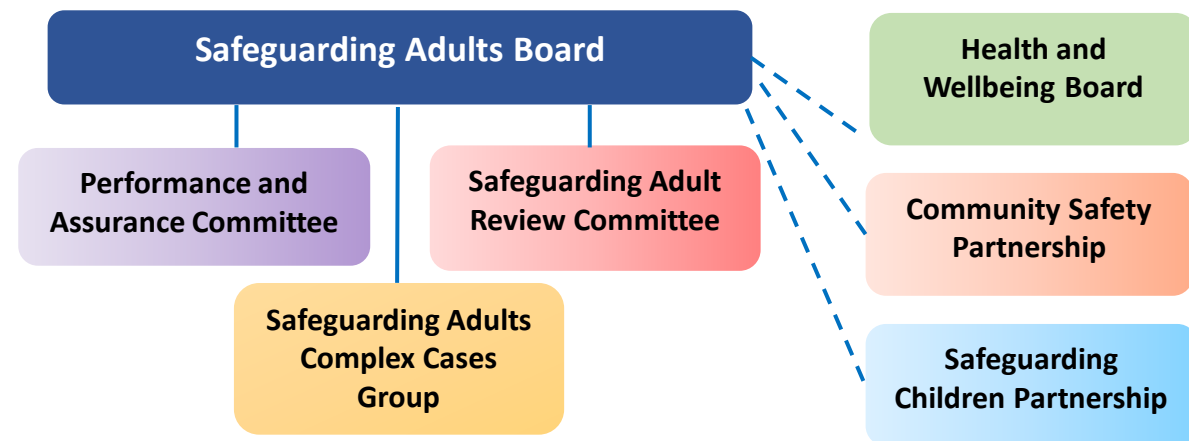 Safeguarding Adults Board
Health and
Wellbeing Board
Performance and
Assurance Committee
Safeguarding Adult
Review Committee
Community Safety
Partnership
Safeguarding Adults
Complex Cases
Group
Safeguarding
Children Partnership